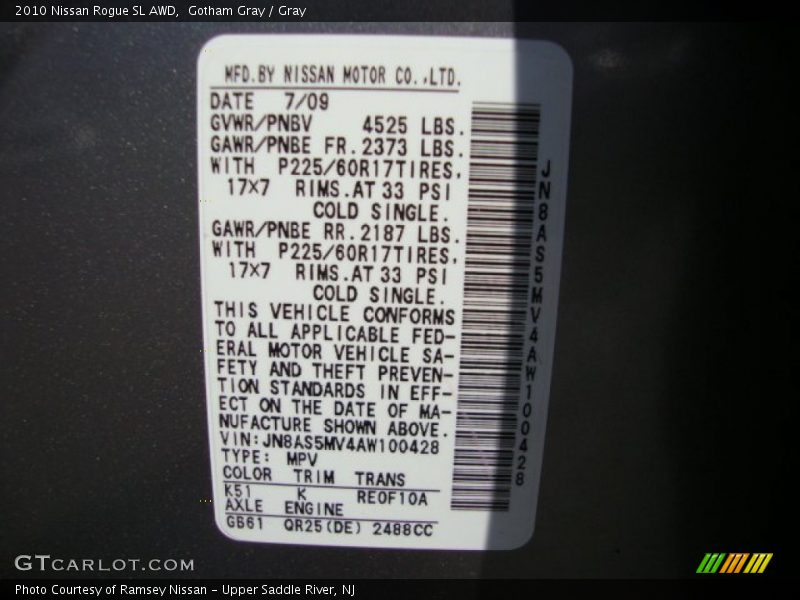 2010 Nissan Rogue SL AWD,  Gotham Gray / Gray
MFD.BY NISSAN MOTOR CO.,LTD.
DATE 7/09
GVWR/PNBV 4525 LBS.
GAWR/PNBE FR.2373 LBS.
WITH P225/60R17TIRES,
17×7 RIMS.AT 33 PSI
COLD SINGLE.
GAWR/PNBE RR.2187 LBS.
WITH P225/60R17TIRES,
17×7 RIMS.AT 33 PSI
COLD SINGLE.
THIS VEHICLE CONFORMS
TO ALL APPLICABLE FED-
ERAL MOTOR VEHICLE SA-
FETY AND THEFT PREVEN-
TION STANDARDS IN EFF-
ECT ON THE DATE OF MA-
NUFACTURE SHOWN ABOVE.
VIN:JN8AS5MV4AW100428
TYPE: MPV
COLOR TRIM TRANS
K51 K RE0F10A
AXLE ENGINE
GB61 QR25(DE) 2488CC
JN8AS5MV4AW100428
GTCARLOT.COM
Photo Courtesy of Ramsey Nissan - Upper Saddle River, NJ